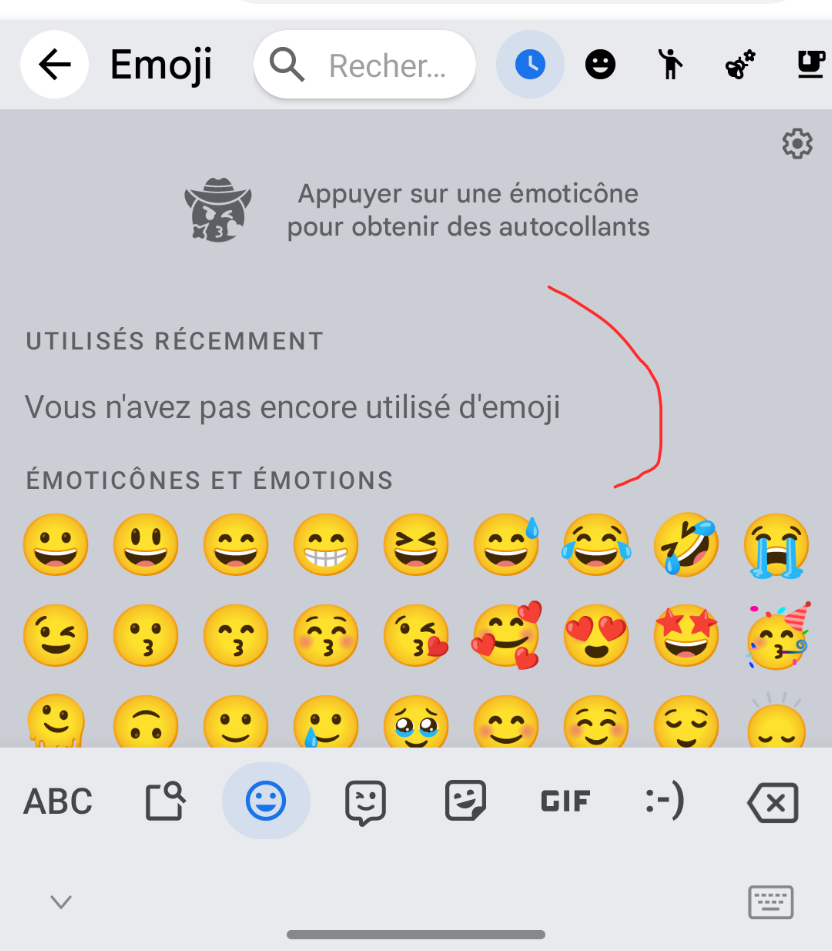 Emoji
Recher...
Appuyer sur une émoticône
pour obtenir des autocollants
UTILISÉS RÉCEMMENT
Vous n'avez pas encore utilisé d'emoji
ÉMOTICÔNES ET ÉMOTIONS
ABC GIF :-)